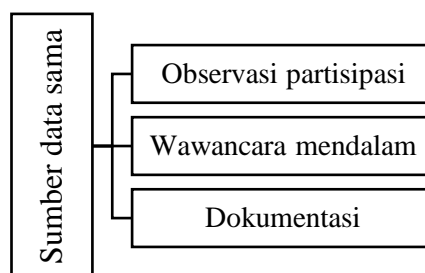 Sumber data sama
Observasi partisipasi
Wawancara mendalam
Dokumentasi